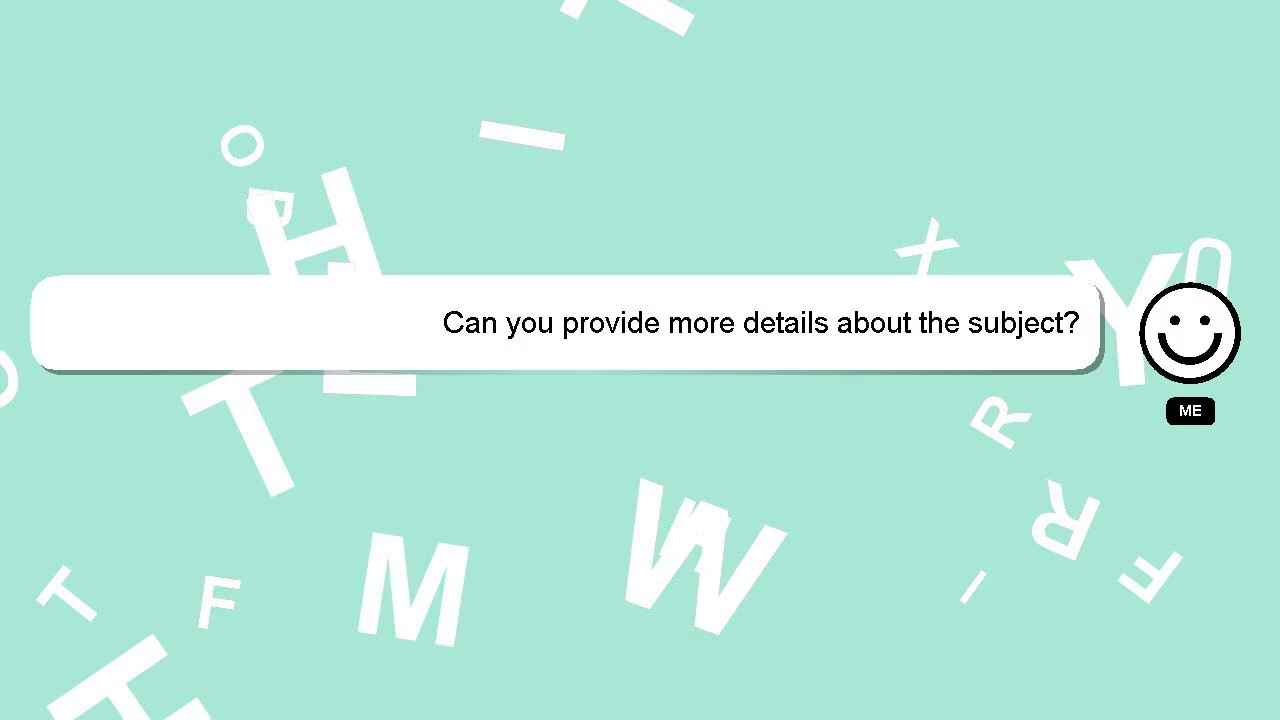 Can you provide more details about the subject?
ME
O
H
I
X
Y
T
R
R
F
I
W
M
F
T